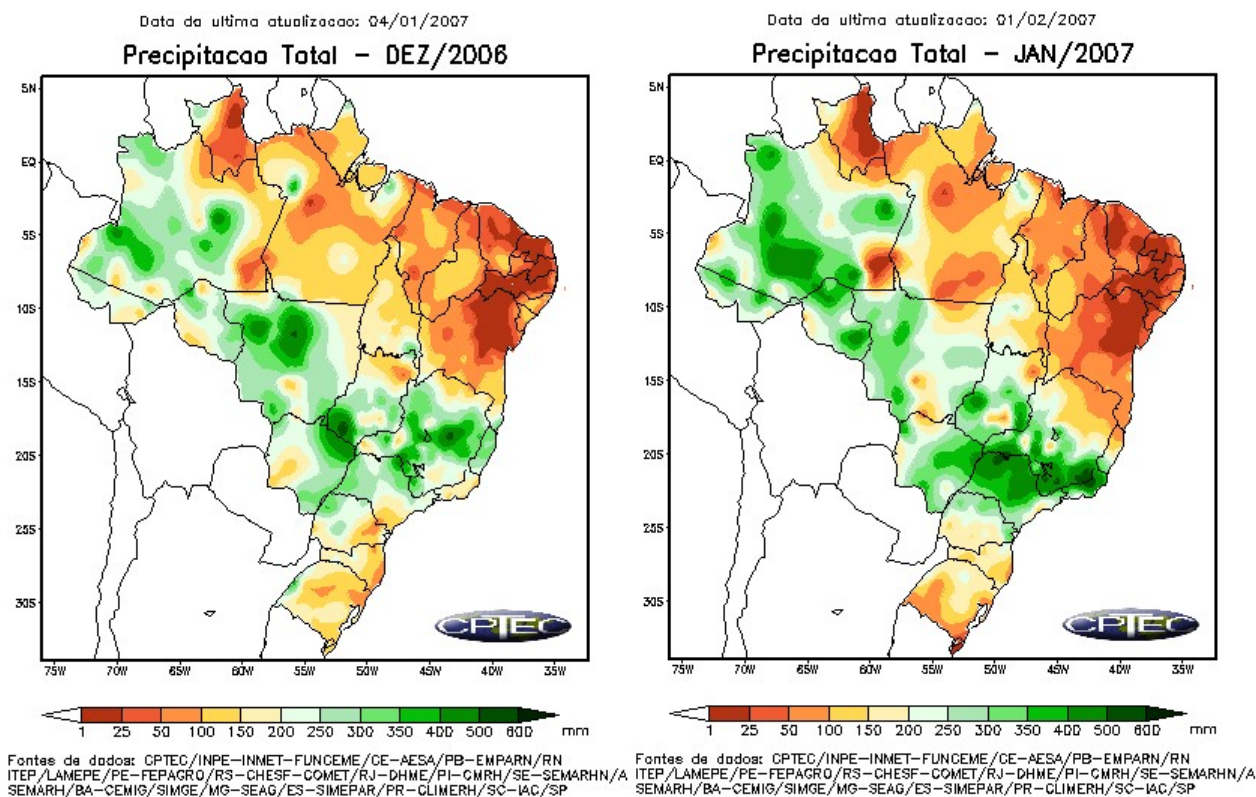 Data da ultima atualizacao: 04/01/2007
Precipitacao Total - DEZ/2006
5N
EQ
5S
10S
15S
20S
25S
30S
CPTEC
75W 70W 65W 60W 55W 50W 45W 40W 35W
1 25 50 100 150 200 250 300 350 400 500 600 mm
Fontes de dados: CPTEC/INPE-INMET-FUNCEME/CE-AESA/PB-EMPARN/RN
ITEP/LAMEPE/PE-FEPAGRO/RS-CHESF-COMET/RJ-DHME/PI-CMRH/SE-SEMARHN/A
SEMARH/BA-CEMIG/SIMGE/MG-SEAG/ES-SIMEPAR/PR-CLIMERH/SC-IAC/SP
Data da ultima atualizacao: 01/02/2007
Precipitacao Total - JAN/2007
5N
EQ
5S
10S
15S
20S
25S
30S
CPTEC
75W 70W 65W 60W 55W 50W 45W 40W 35W
1 25 50 100 150 200 250 300 350 400 500 600 mm
Fontes de dados: CPTEC/INPE-INMET-FUNCEME/CE-AESA/PB-EMPARN/RN
ITEP/LAMEPE/PE-FEPAGRO/RS-CHESF-COMET/RJ-DHME/PI-CMRH/SE-SEMARHN/A
SEMARH/BA-CEMIG/SIMGE/MG-SEAG/ES-SIMEPAR/PR-CLIMERH/SC-IAC/SP